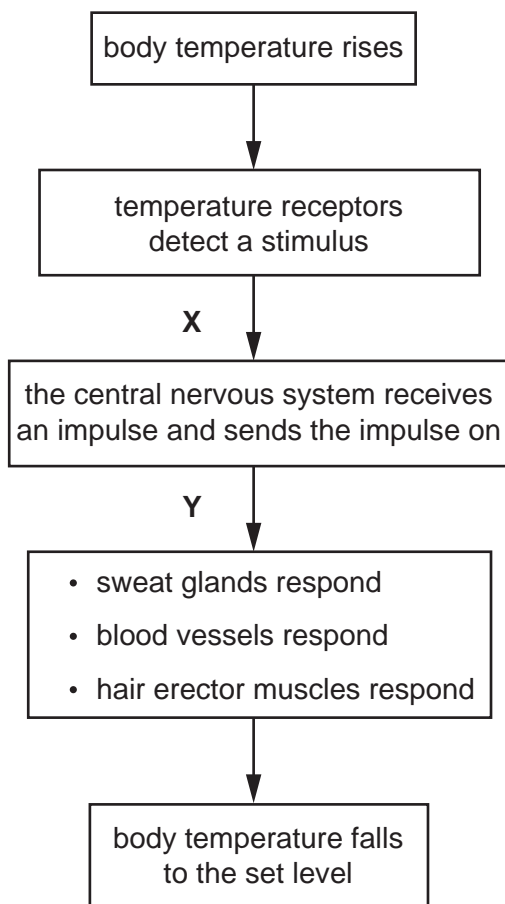 body temperature rises
temperature receptors
detect a stimulus
X
the central nervous system receives
an impulse and sends the impulse on
Y
• sweat glands respond
• blood vessels respond
• hair erector muscles respond
body temperature falls
to the set level